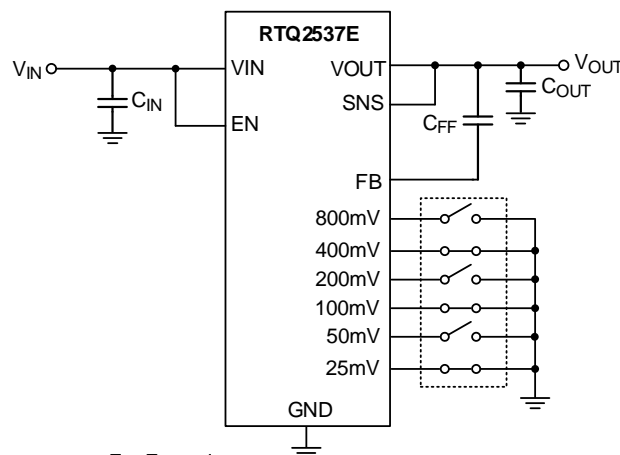 RTQ2537E
VIN
VIN
VOUT
VOUT
CIN
SNS
COUT
EN
CFF
FB
800mV
400mV
200mV
100mV
50mV
25mV
GND